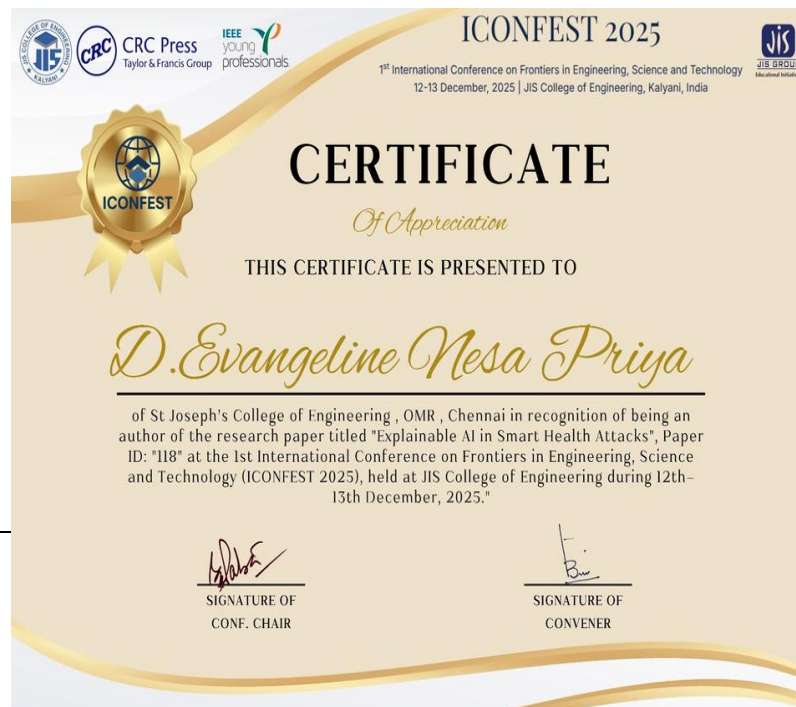 JIS COLLEGE OF ENGINEERING
JIS
KALYANI
CRC
CRC Press
Taylor & Francis Group
IEEE
young
professionals
ICONFEST 2025
1st International Conference on Frontiers in Engineering, Science and Technology
12-13 December, 2025 | JIS College of Engineering, Kalyani, India
JIS
JIS GROUP
Educational Initiatives
ICONFEST
CERTIFICATE
Of Appreciation
THIS CERTIFICATE IS PRESENTED TO
D.Evangeline Nesa Priya
of St Joseph's College of Engineering , OMR , Chennai in recognition of being an
author of the research paper titled "Explainable AI in Smart Health Attacks", Paper
ID: "118" at the 1st International Conference on Frontiers in Engineering, Science
and Technology (ICONFEST 2025), held at JIS College of Engineering during 12th–
13th December, 2025."
SIGNATURE OF
CONF. CHAIR
SIGNATURE OF
CONVENER